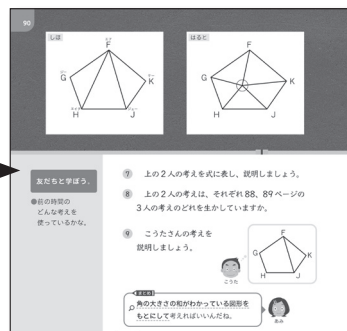 90
しほ
F
G
K
H
J
はると
F
G
K
H
J
友だちと学ぼう。
●前の時間の
どんな考えを
使っているかな。
⑦ 上の2人の考えを式に表し、説明しましょう。
⑧ 上の2人の考えは、それぞれ88、89ページの
3人の考えのどれを生かしていますか。
⑨ こうたさんの考えを
説明しましょう。
F
G
K
H
J
こうた
まとめ
角の大きさの和がわかっている図形を
もとにして考えればいいんだね。
あみ